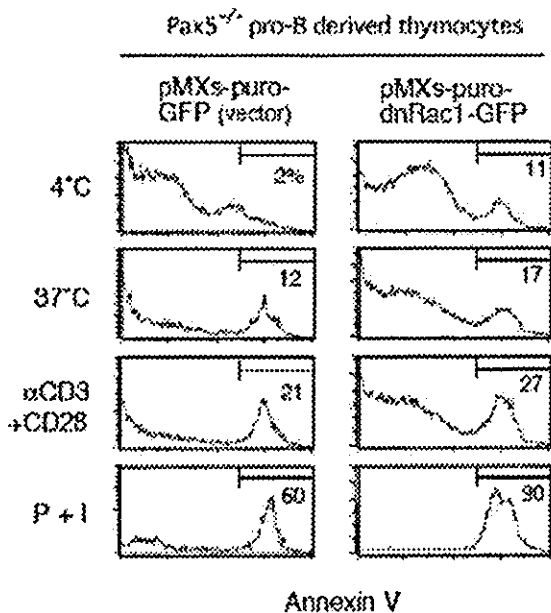 Pax5-/- pro-B derived thymocytes
pMXs-puro-
GFP (vector)
pMXs-puro-
dnRac1-GFP
4°C
2%
11
37°C
12
17
αCD3
+CD28
21
27
P + I
60
90
Annexin V